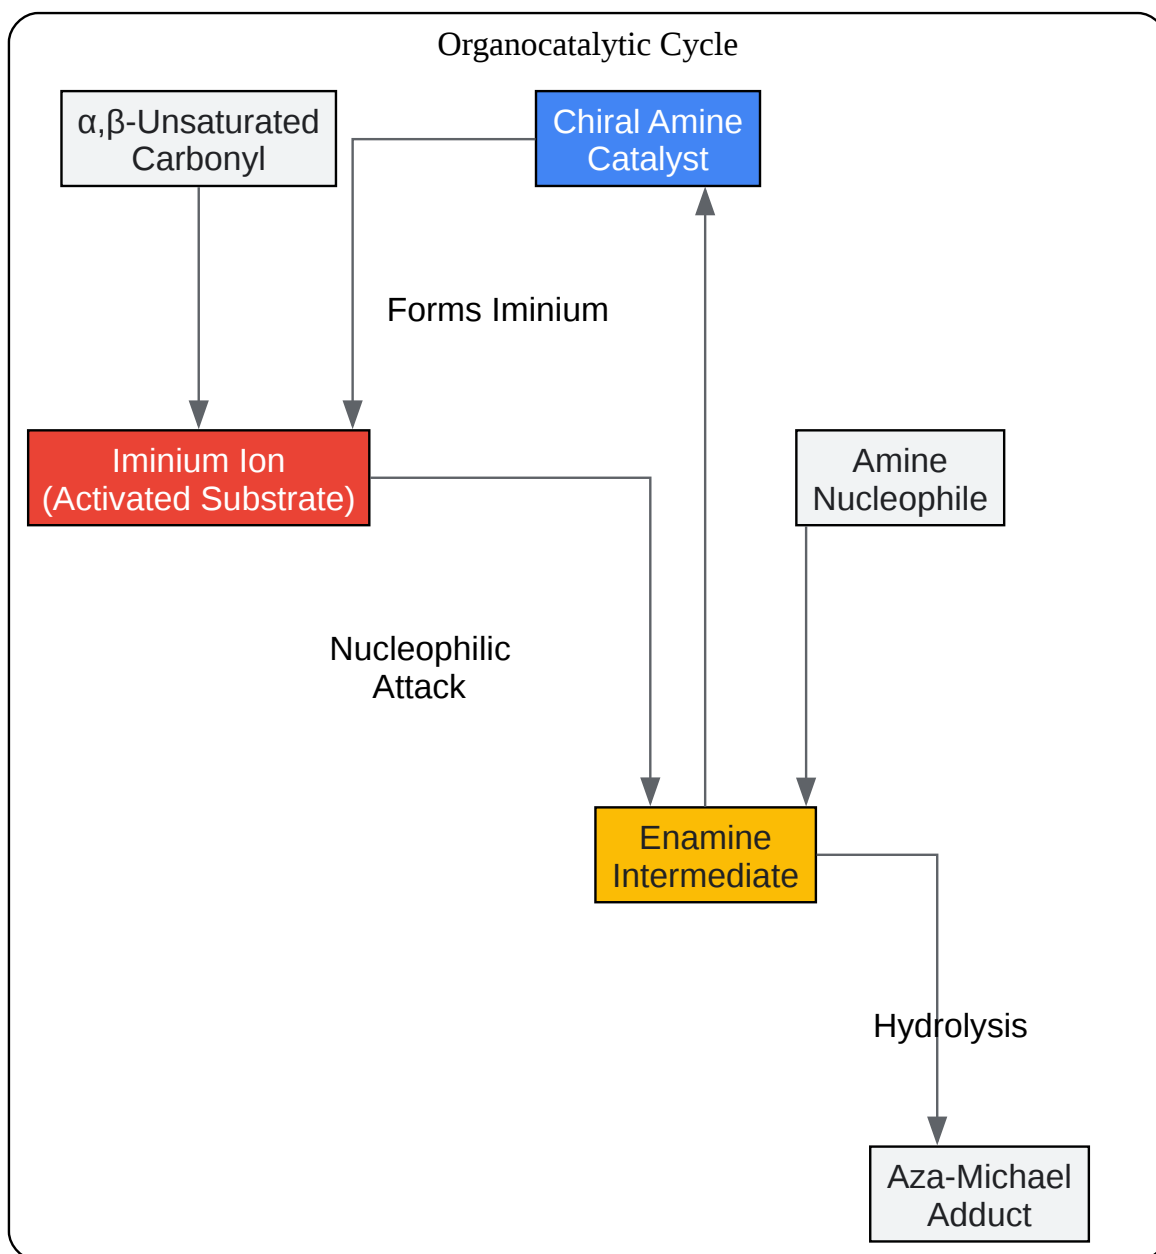 Organocatalytic Cycle
α,β-Unsaturated
Carbonyl
Chiral Amine
Catalyst
Forms Iminium
Iminium Ion
(Activated Substrate)
Amine
Nucleophile
Nucleophilic
Attack
Enamine
Intermediate
Hydrolysis
Aza-Michael
Adduct